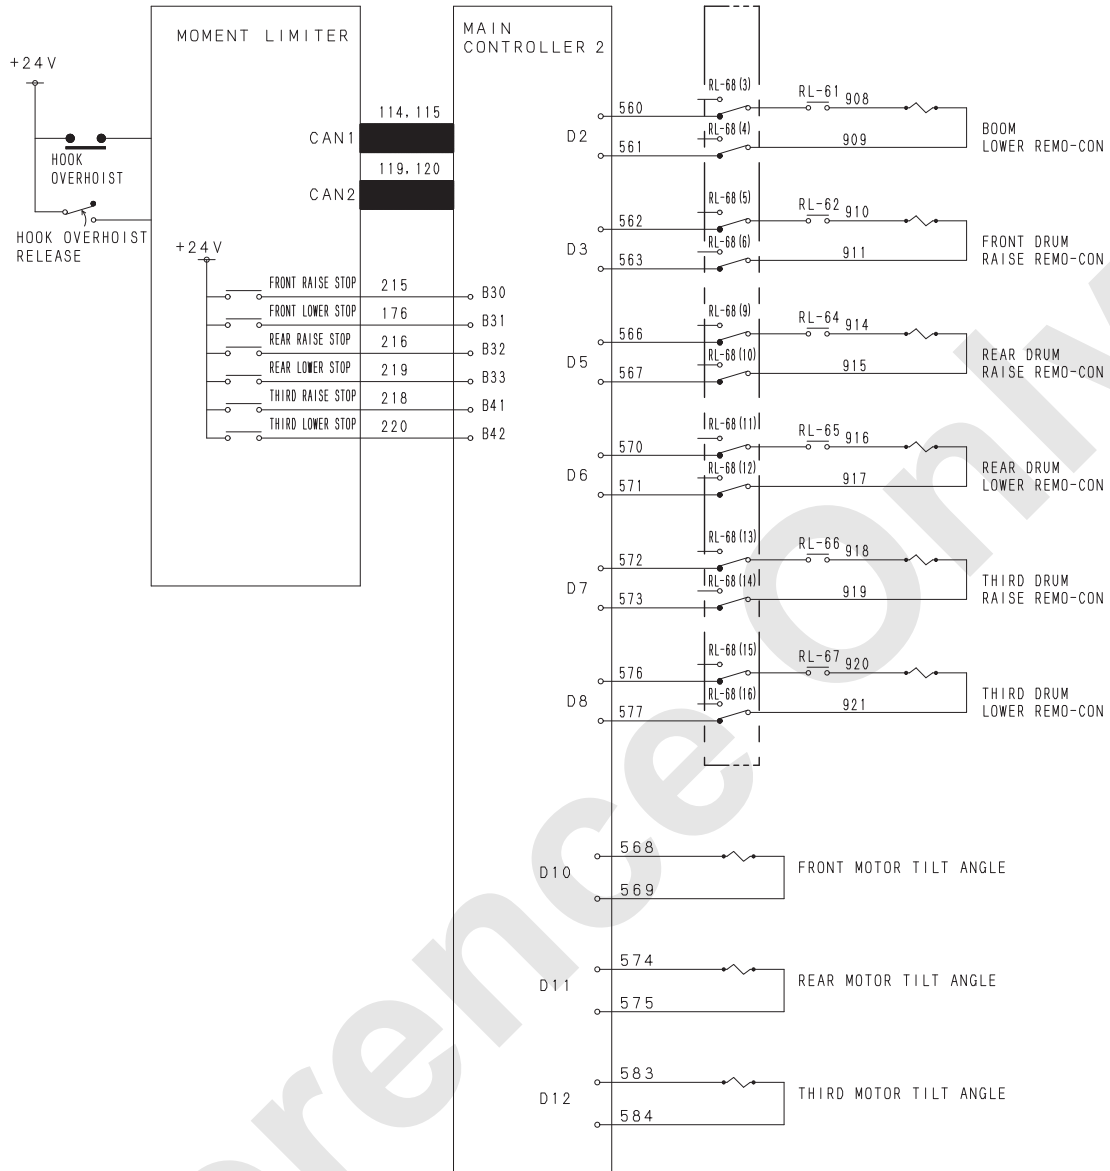 MOMENT LIMITER
MAIN
CONTROLLER 2
+24V
HOOK
OVERHOIST
HOOK OVERHOIST
RELEASE
CAN1
114, 115
CAN2
119, 120
+24V
FRONT RAISE STOP 215 B30
FRONT LOWER STOP 176 B31
REAR RAISE STOP 216 B32
REAR LOWER STOP 219 B33
THIRD RAISE STOP 218 B41
THIRD LOWER STOP 220 B42
D2
560 RL-68(3) RL-61 908
561 RL-68(4) 909
BOOM
LOWER REMO-CON
D3
562 RL-68(5) RL-62 910
563 RL-68(6) 911
FRONT DRUM
RAISE REMO-CON
D5
566 RL-68(9) RL-64 914
567 RL-68(10) 915
REAR DRUM
RAISE REMO-CON
D6
570 RL-68(11) RL-65 916
571 RL-68(12) 917
REAR DRUM
LOWER REMO-CON
D7
572 RL-68(13) RL-66 918
573 RL-68(14) 919
THIRD DRUM
RAISE REMO-CON
D8
576 RL-68(15) RL-67 920
577 RL-68(16) 921
THIRD DRUM
LOWER REMO-CON
D10
568
569
FRONT MOTOR TILT ANGLE
D11
574
575
REAR MOTOR TILT ANGLE
D12
583
584
THIRD MOTOR TILT ANGLE
erence Only